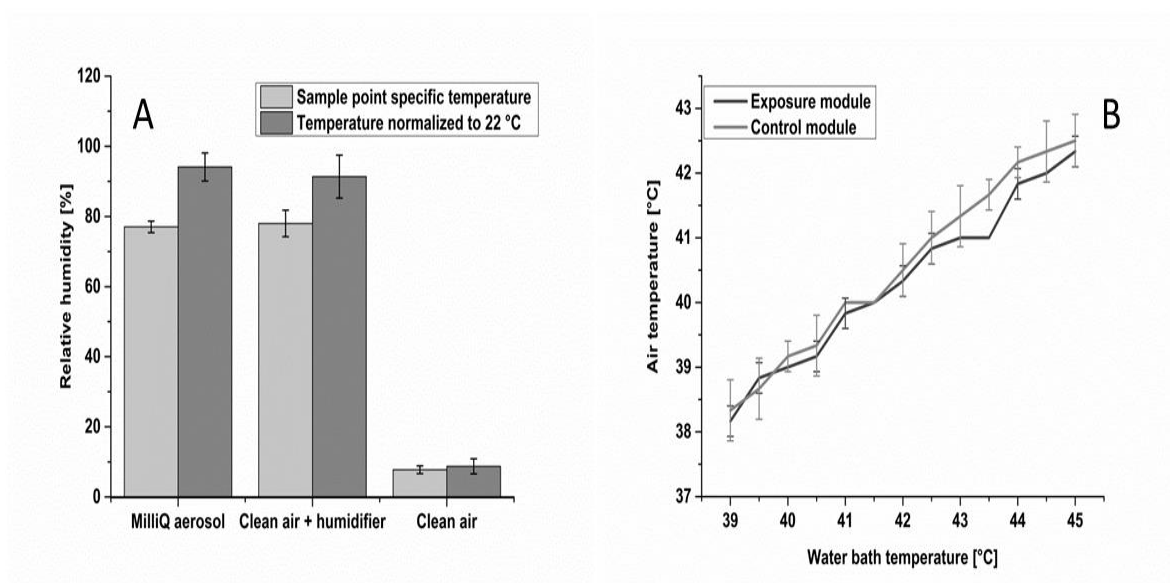 A
Sample point specific temperature
Temperature normalized to 22 °C
Relative humidity [%]
120
100
80
60
40
20
0
MilliQ aerosol Clean air + humidifier Clean air
B
Exposure module
Control module
Air temperature [°C]
43
42
41
40
39
38
37
39 40 41 42 43 44 45
Water bath temperature [°C]